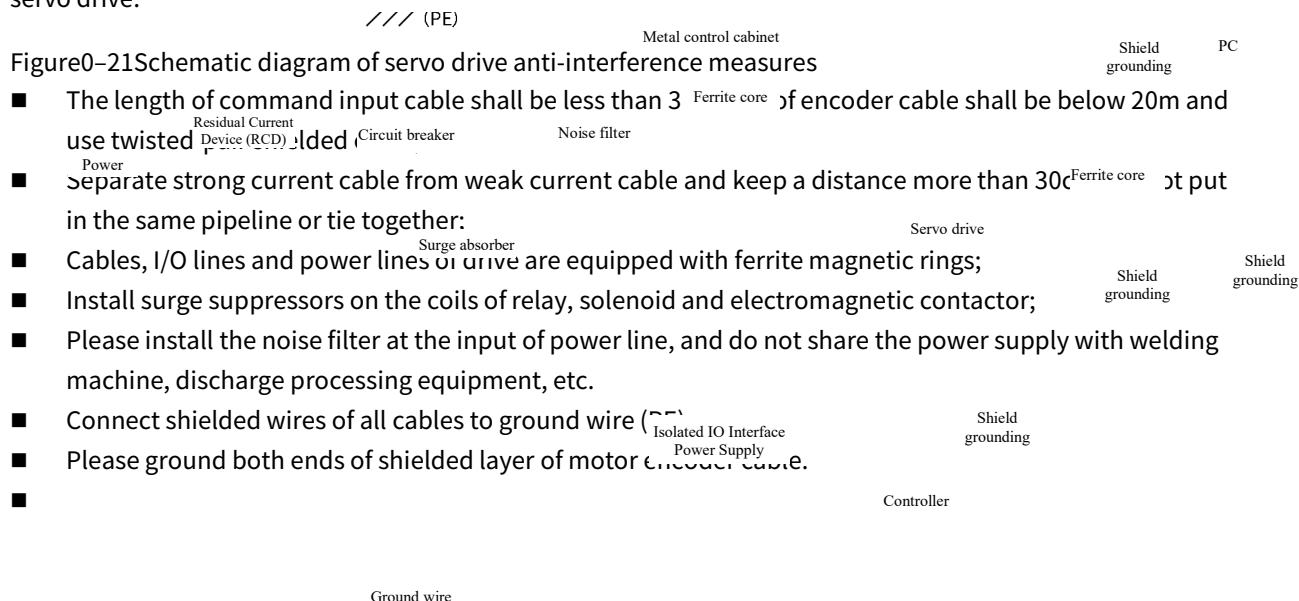 servo drive.
(PE)
Metal control cabinet
Shield
grounding
PC
Figure0–21Schematic diagram of servo drive anti-interference measures
■ The length of command input cable shall be less than 3 Ferrite core of encoder cable shall be below 20m and
Residual Current
Device (RCD)
Circuit breaker
Noise filter
use twisted
Power
■ Separate strong current cable from weak current cable and keep a distance more than 30c Ferrite core put
in the same pipeline or tie together:
Servo drive
Surge absorber
■ Cables, I/O lines and power lines of drive are equipped with ferrite magnetic rings;
Shield
grounding
Shield
grounding
■ Install surge suppressors on the coils of relay, solenoid and electromagnetic contactor;
■ Please install the noise filter at the input of power line, and do not share the power supply with welding
machine, discharge processing equipment, etc.
■ Connect shielded wires of all cables to ground wire (PE)
Isolated IO Interface
Power Supply
Shield
grounding
■ Please ground both ends of shielded layer of motor encoder cable.
■
Controller
Ground wire